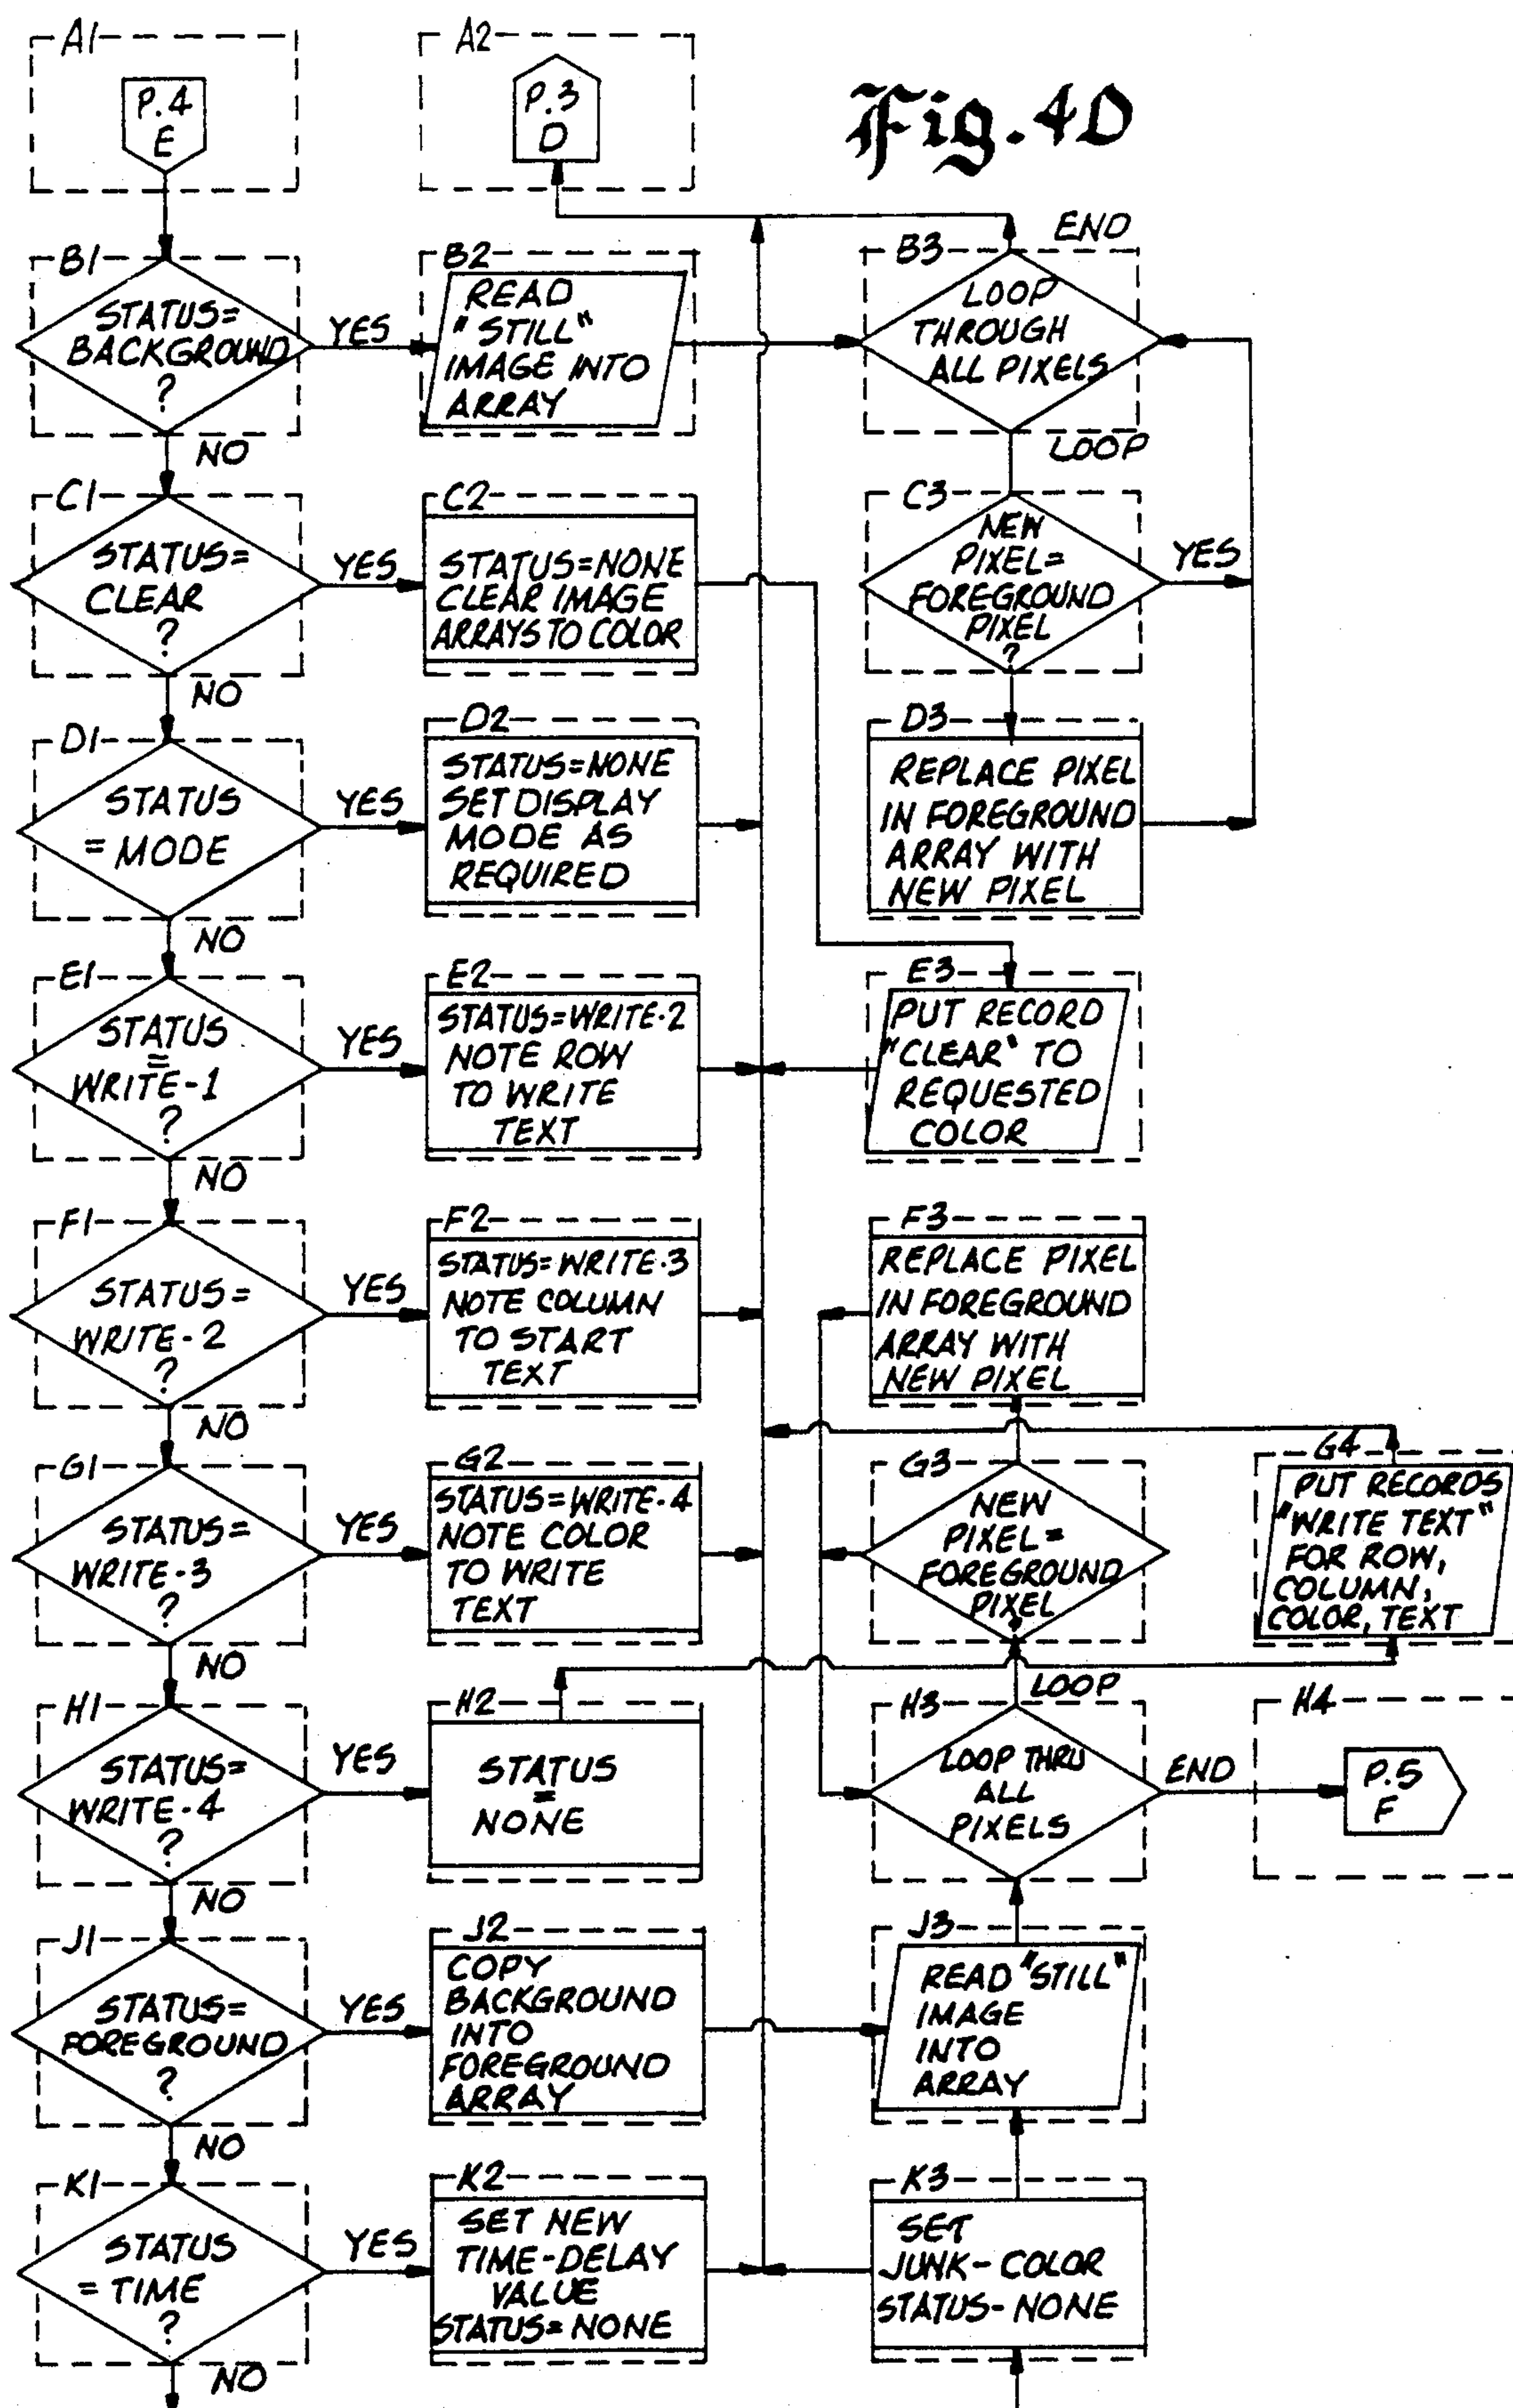 A1
P.4
E
A2
P.3
D
Fig. 4D
B1
STATUS=
BACKGROUND
?
YES
NO
B2
READ
"STILL"
IMAGE INTO
ARRAY
B3
END
LOOP
THROUGH
ALL PIXELS
LOOP
C1
STATUS=
CLEAR
?
YES
NO
C2
STATUS=NONE
CLEAR IMAGE
ARRAYS TO COLOR
C3
NEW
PIXEL=
FOREGROUND
PIXEL
?
YES
D1
STATUS
=MODE
YES
NO
D2
STATUS=NONE
SET DISPLAY
MODE AS
REQUIRED
D3
REPLACE PIXEL
IN FOREGROUND
ARRAY WITH
NEW PIXEL
E1
STATUS
=
WRITE-1
?
YES
NO
E2
STATUS=WRITE-2
NOTE ROW
TO WRITE
TEXT
E3
PUT RECORD
"CLEAR" TO
REQUESTED
COLOR
F1
STATUS=
WRITE-2
?
YES
NO
F2
STATUS=WRITE-3
NOTE COLUMN
TO START
TEXT
F3
REPLACE PIXEL
IN FOREGROUND
ARRAY WITH
NEW PIXEL
G1
STATUS=
WRITE-3
?
YES
NO
G2
STATUS=WRITE-4
NOTE COLOR
TO WRITE
TEXT
G3
NEW
PIXEL=
FOREGROUND
PIXEL
?
LOOP
G4
PUT RECORDS
"WRITE TEXT"
FOR ROW,
COLUMN,
COLOR, TEXT
H1
STATUS=
WRITE-4
?
YES
NO
H2
STATUS
=
NONE
H3
LOOP THRU
ALL
PIXELS
END
H4
P.5
F
J1
STATUS=
FOREGROUND
?
YES
NO
J2
COPY
BACKGROUND
INTO
FOREGROUND
ARRAY
J3
READ "STILL"
IMAGE
INTO
ARRAY
K1
STATUS
=TIME
?
YES
NO
K2
SET NEW
TIME-DELAY
VALUE
STATUS=NONE
K3
SET
JUNK-COLOR
STATUS-NONE